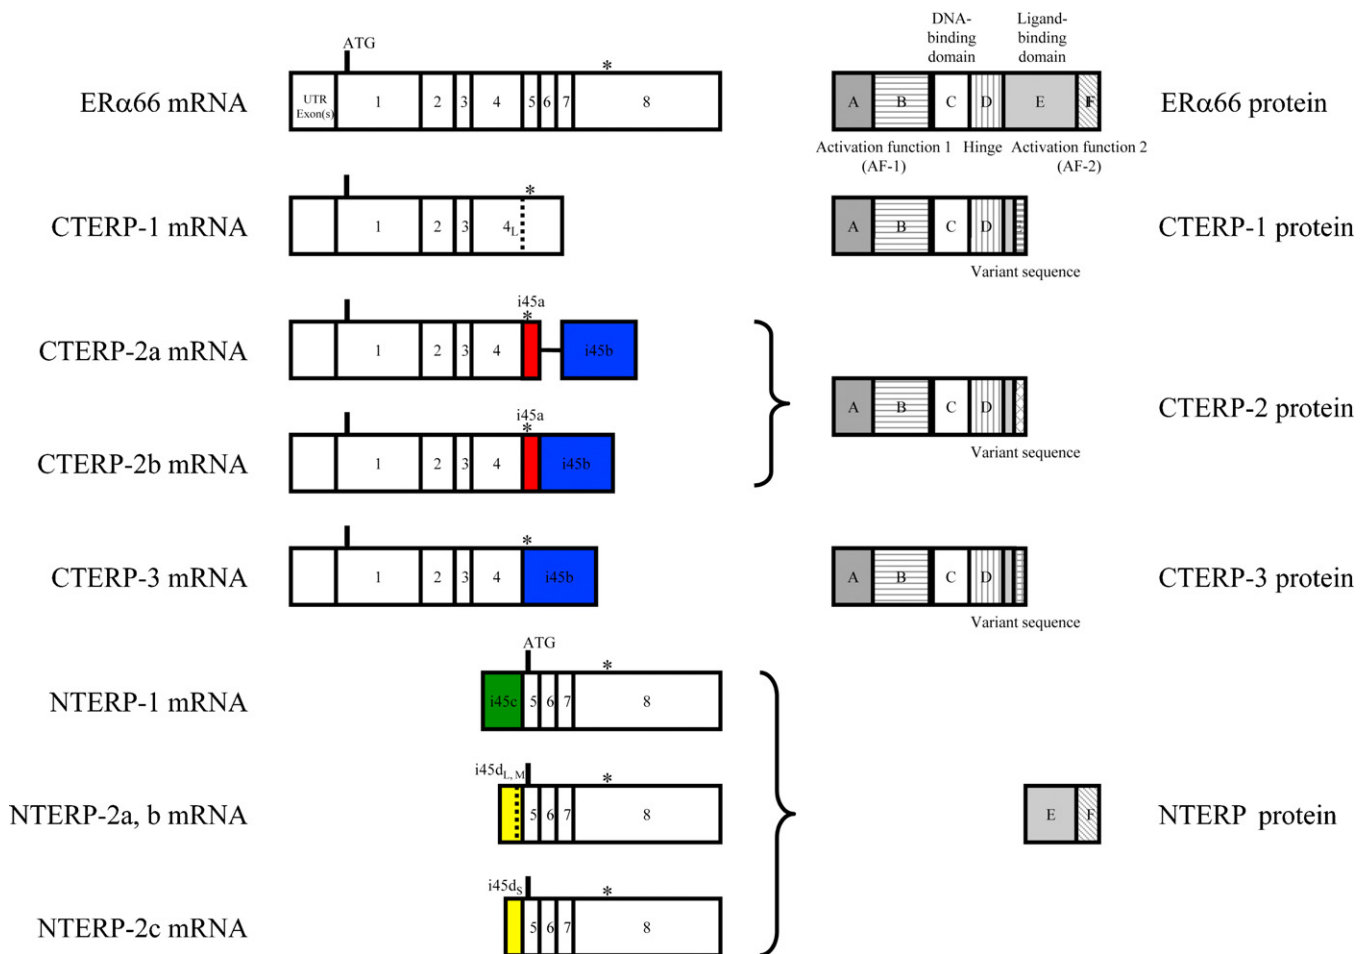 DNA-
binding
domain
Ligand-
binding
domain
ATG
*
ERα66 mRNA
UTR
Exon(s)
1 2 3 4 5 6 7 8
A B C D E F
ERα66 protein
Activation function 1
(AF-1)
Hinge
Activation function 2
(AF-2)
*
CTERP-1 mRNA
1 2 3 4L
A B C D
CTERP-1 protein
Variant sequence
i45a
*
CTERP-2a mRNA
1 2 3 4 i45b
i45a
*
CTERP-2b mRNA
1 2 3 4 i45b
A B C D
CTERP-2 protein
Variant sequence
*
CTERP-3 mRNA
1 2 3 4 i45b
A B C D
CTERP-3 protein
Variant sequence
ATG
*
NTERP-1 mRNA
i45c 5 6 7 8
i45dL, M
*
NTERP-2a, b mRNA
5 6 7 8
E F
NTERP protein
i45dS
*
NTERP-2c mRNA
5 6 7 8